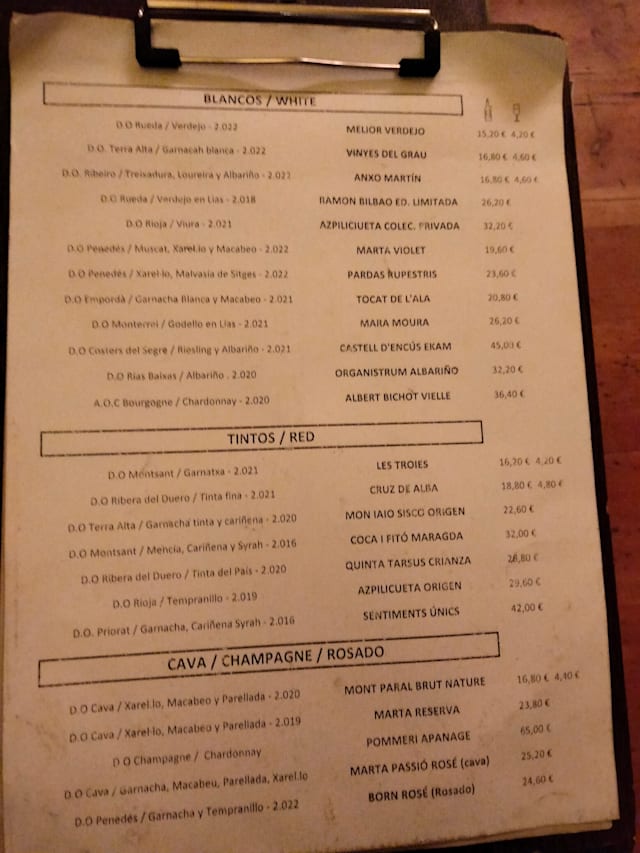 BLANCOS / WHITE
D.O Rueda / Verdejo - 2.022 MELIOR VERDEJO 15,20 € 4,20 €
D.O. Terra Alta / Garnacah blanca - 2.022 VINYES DEL GRAU 16,80 € 4,60 €
D.O. Ribeiro / Treixadura, Loureira y Albariño - 2.022 ANXO MARTÍN 16,80 € 4,60 €
D.O Rueda / Verdejo en Lías - 2.018 RAMON BILBAO ED. LIMITADA 26,20 €
D.O Rioja / Viura - 2.021 AZPILICIUETA COLEC. PRIVADA 32,20 €
D.O Penedés / Muscat, Xarel.lo y Macabeo - 2.022 MARTA VIOLET 19,60 €
D.O Penedés / Xarel·lo, Malvasia de Sitges - 2.022 PARDAS RUPESTRIS 23,60 €
D.O Empordà / Garnacha Blanca y Macabeo - 2.021 TOCAT DE L'ALA 20,80 €
D.O Monterrei / Godello en Lías - 2.021 MARA MOURA 26,20 €
D.O Costers del Segre / Riesling y Albariño - 2.021 CASTELL D'ENCÚS EKAM 45,00 €
D.O Rias Baixas / Albariño . 2.020 ORGANISTRUM ALBARIÑO 32,20 €
A.O.C Bourgogne / Chardonnay - 2.020 ALBERT BICHOT VIELLE 36,40 €
TINTOS / RED
D.O Montsant / Garnatxa - 2.021 LES TROIES 16,20 € 4,20 €
D.O Ribera del Duero / Tinta fina - 2.021 CRUZ DE ALBA 18,80 € 4,80 €
D.O Terra Alta / Garnacha tinta y cariñena - 2.020 MON IAIO SISCO ORIGEN 22,60 €
D.O Montsant / Mencía, Cariñena y Syrah - 2.016 COCA I FITÓ MARAGDA 32,00 €
D.O Ribera del Duero / Tinta del País - 2.020 QUINTA TARSUS CRIANZA 28,80 €
D.O Rioja / Tempranillo - 2.019 AZPILICUETA ORIGEN 29,60 €
D.O. Priorat / Garnacha, Cariñena Syrah - 2.016 SENTIMENTS ÚNICS 42,00 €
CAVA / CHAMPAGNE / ROSADO
D.O Cava / Xarel.lo, Macabeo y Parellada - 2.020 MONT PARAL BRUT NATURE 16,80 € 4,40 €
D.O Cava / Xarel·lo, Macabeo y Parellada - 2.019 MARTA RESERVA 23,80 €
D.O Champagne / Chardonnay POMMERI APANAGE 65,00 €
D.O Cava / Garnacha, Macabeu, Parellada, Xarel.lo MARTA PASSIÓ ROSÉ (cava) 25,20 €
D.O Penedés / Garnacha y Tempranillo - 2.022 BORN ROSÉ (Rosado) 24,60 €